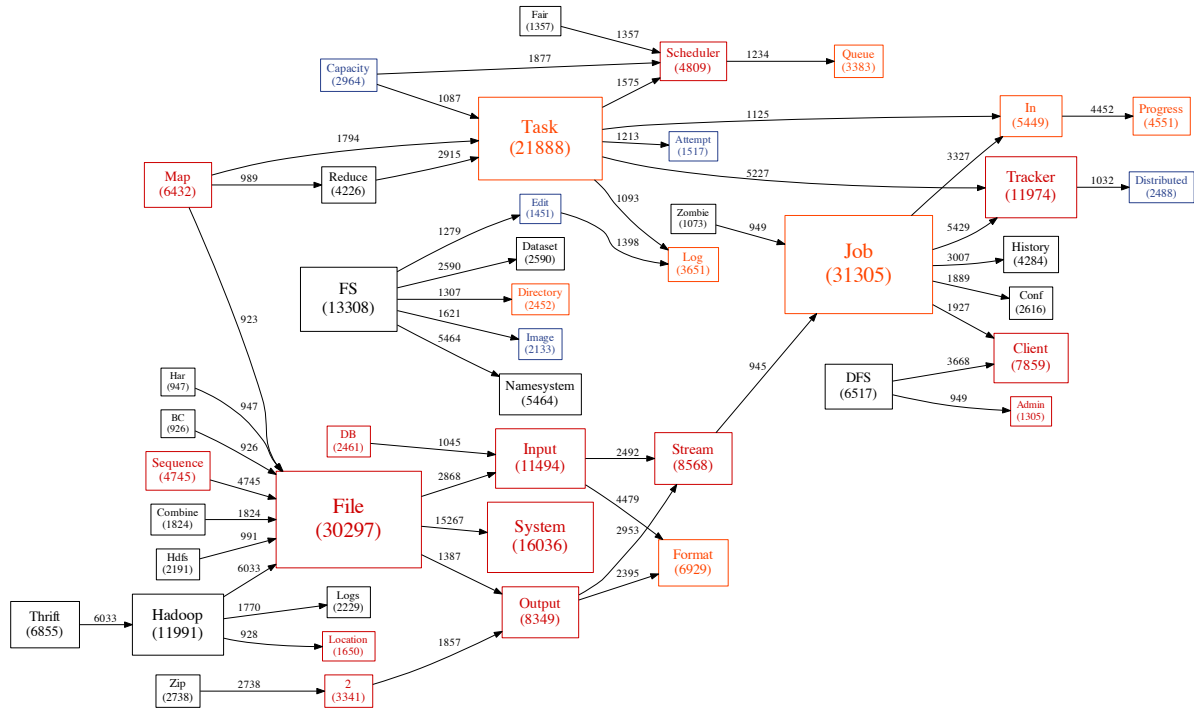 Fair
(1357)
1357
Scheduler
(4809)
1234
Queue
(3383)
Capacity
(2964)
1877
1575
1087
Task
(21888)
1125
In
(5449)
4452
Progress
(4551)
1213
Attempt
(1517)
1794
2915
Map
(6432)
989
Reduce
(4226)
5227
3327
Tracker
(11974)
1032
Distributed
(2488)
1093
Edit
(1451)
1279
1398
Zombie
(1073)
949
Job
(31305)
5429
3007
History
(4284)
1889
Conf
(2616)
1927
Log
(3651)
Dataset
(2590)
2590
FS
(13308)
1307
Directory
(2452)
1621
Image
(2133)
5464
Namesystem
(5464)
923
945
Client
(7859)
3668
DFS
(6517)
949
Admin
(1305)
Har
(947)
947
BC
(926)
926
DB
(2461)
1045
Input
(11494)
2492
Stream
(8568)
Sequence
(4745)
4745
File
(30297)
2868
4479
Combine
(1824)
1824
15267
System
(16036)
2953
Hdfs
(2191)
991
1387
2395
Format
(6929)
6033
Thrift
(6855)
6033
Hadoop
(11991)
1770
Logs
(2229)
928
Location
(1650)
Output
(8349)
1857
Zip
(2738)
2738
2
(3341)